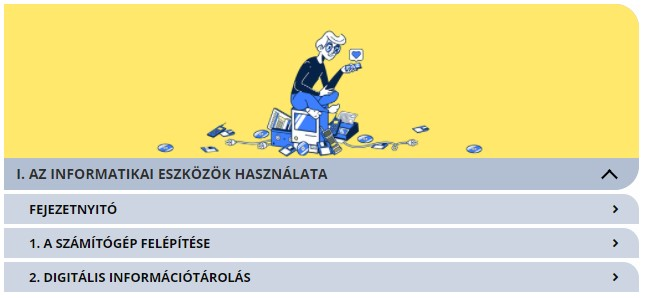 I. AZ INFORMATIKAI ESZKÖZÖK HASZNÁLATA
FEJEZETNYITÓ
1. A SZÁMÍTÓGÉP FELÉPÍTÉSE
2. DIGITÁLIS INFORMÁCIÓTÁROLÁS